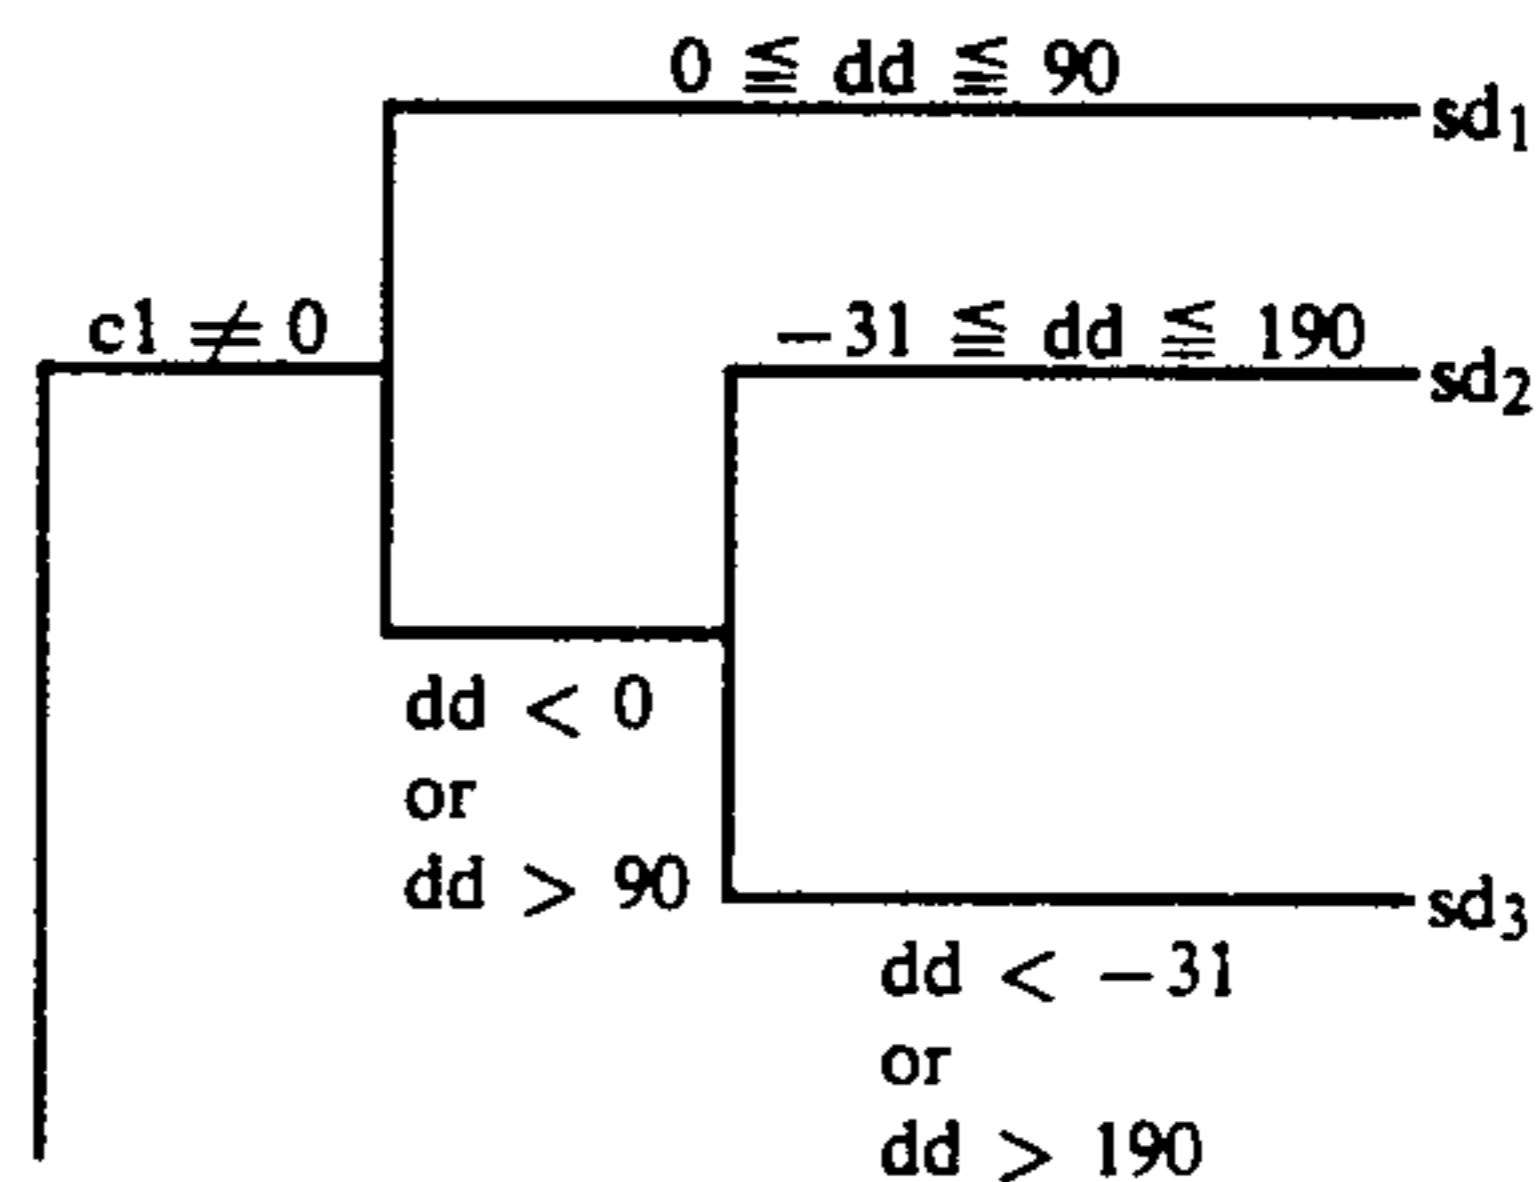 0 ≦ dd ≦ 90
sd₁
c1 ≠ 0
−31 ≦ dd ≦ 190
sd₂
dd < 0
or
dd > 90
sd₃
dd < −31
or
dd > 190